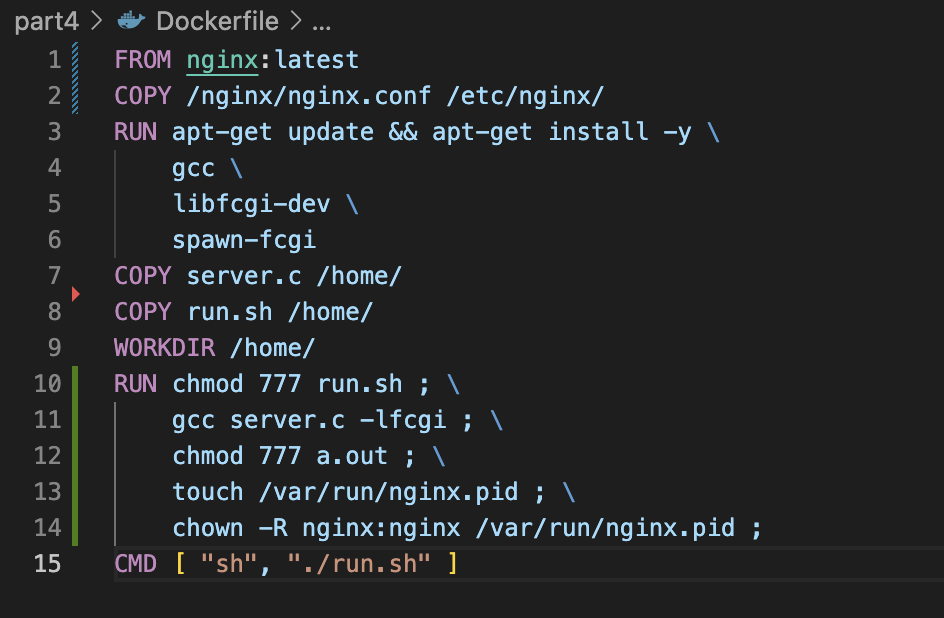 part4 > Dockerfile > ...
1 FROM nginx:latest
2 COPY /nginx/nginx.conf /etc/nginx/
3 RUN apt-get update && apt-get install -y \
4     gcc \
5     libfcgi-dev \
6     spawn-fcgi
7 COPY server.c /home/
8 COPY run.sh /home/
9 WORKDIR /home/
10 RUN chmod 777 run.sh ; \
11     gcc server.c -lfcgi ; \
12     chmod 777 a.out ; \
13     touch /var/run/nginx.pid ; \
14     chown -R nginx:nginx /var/run/nginx.pid ;
15 CMD [ "sh", "./run.sh" ]